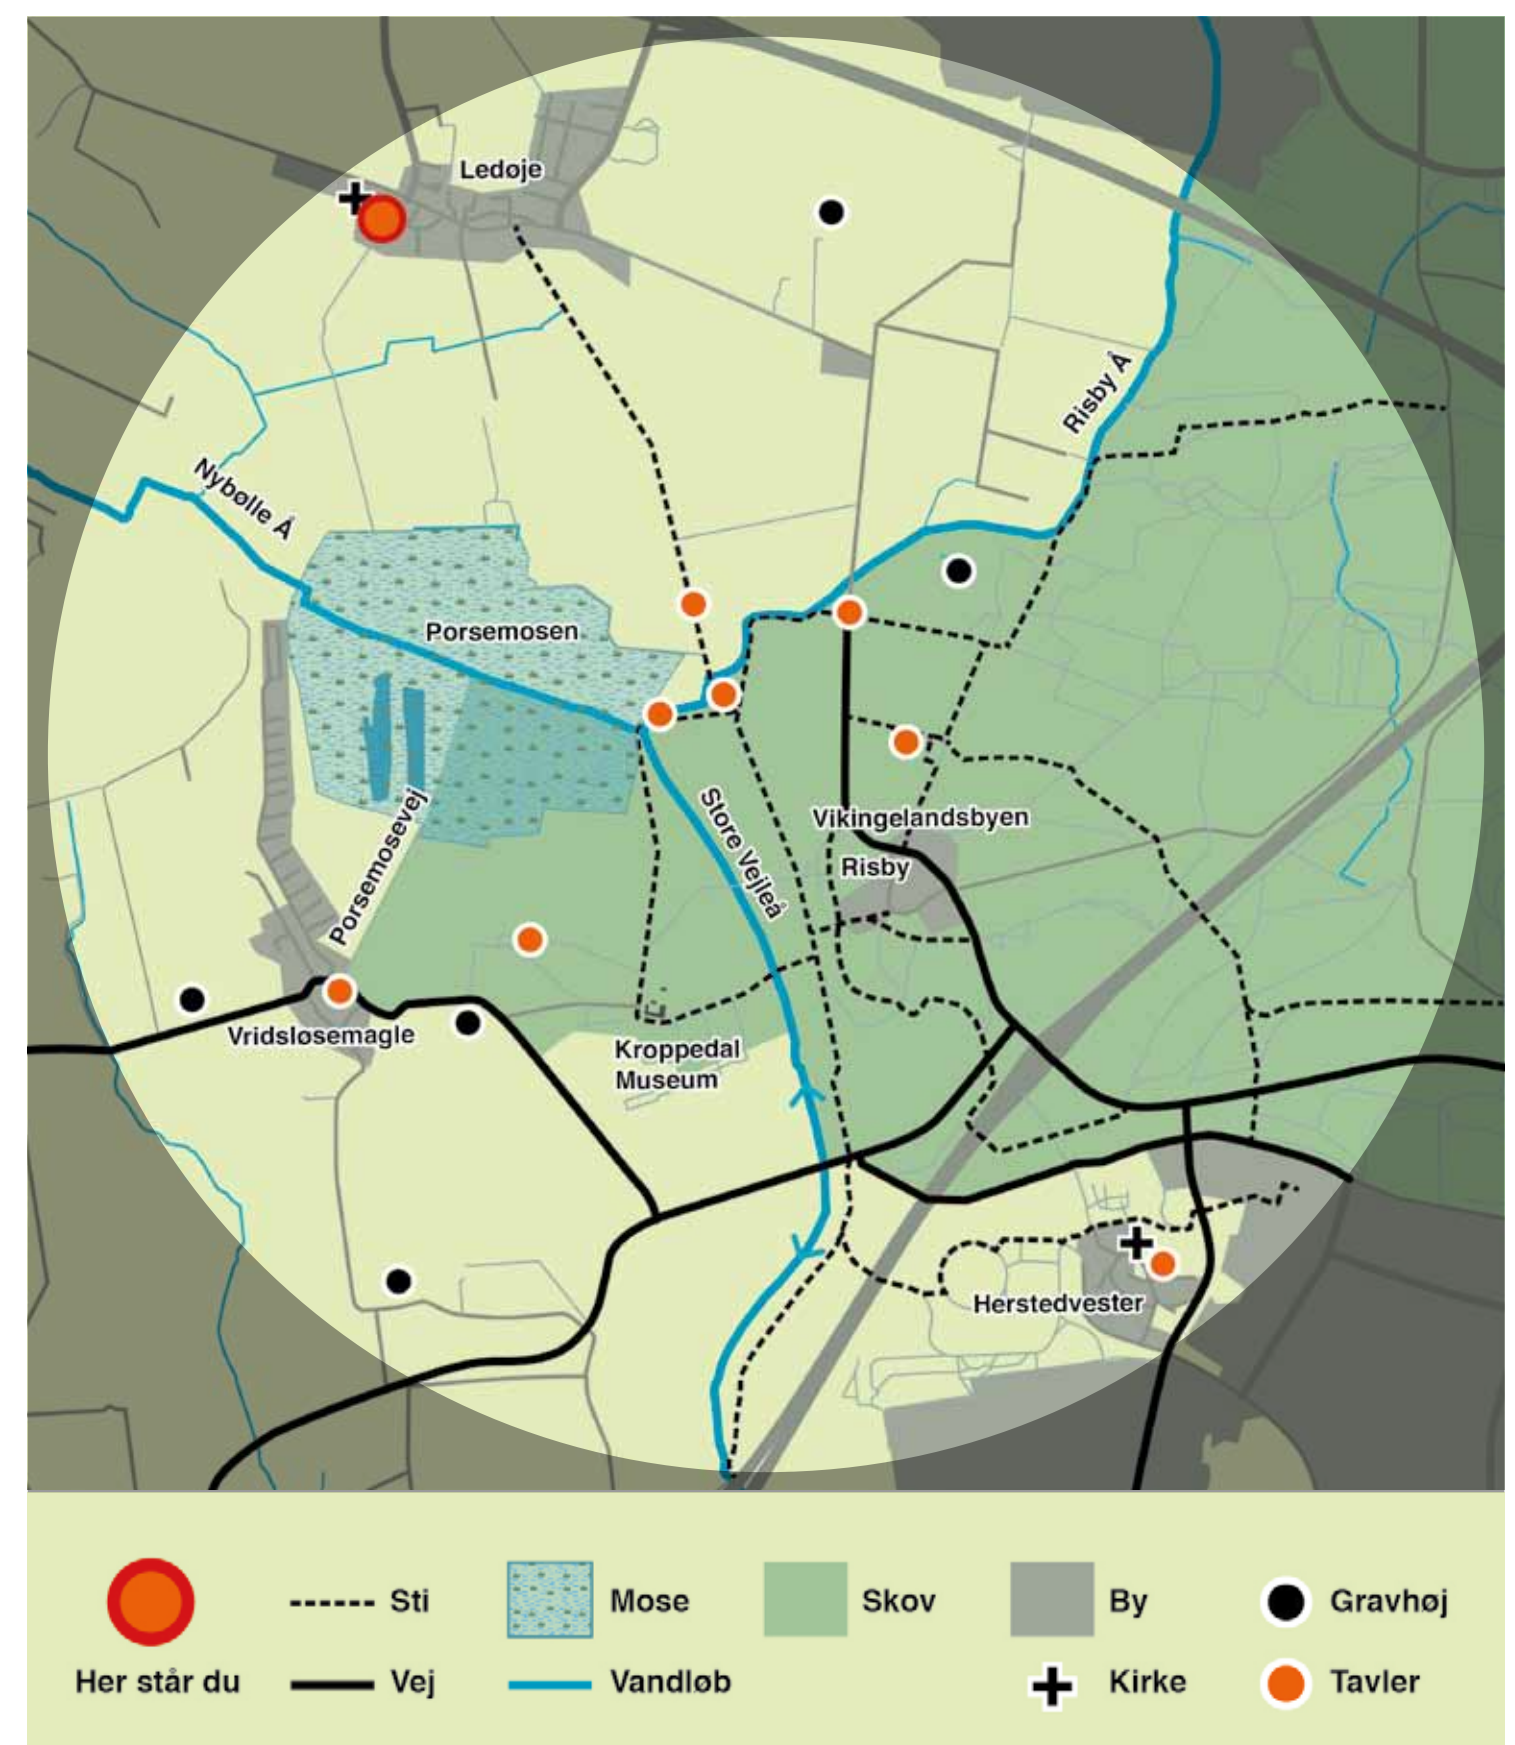 Ledøje
Risby Å
Nybølle Å
Porsemosen
Porsemosevej
Store Vejleå
Vikingelandsbyen
Risby
Vridsløsemagle
Kroppedal
Museum
Herstedvester
Her står du
Sti
Vej
Mose
Vandløb
Skov
By
Kirke
Gravhøj
Tavler